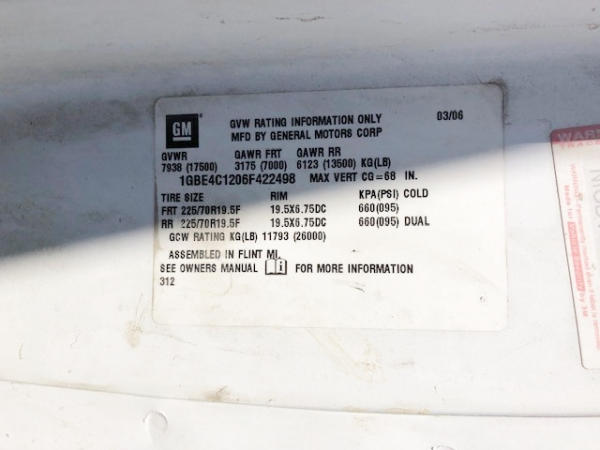 GM
GVW RATING INFORMATION ONLY 03/06
MFD BY GENERAL MOTORS CORP
GVWR GAWR FRT GAWR RR
7938 (17500) 3175 (7000) 6123 (13500) KG(LB)
1GBE4C1206F422498 MAX VERT CG=68 IN.
TIRE SIZE RIM KPA(PSI) COLD
FRT 225/70R19.5F 19.5X6.75DC 660(095)
RR 225/70R19.5F 19.5X6.75DC 660(095) DUAL
GCW RATING KG(LB) 11793 (26000)
ASSEMBLED IN FLINT MI.
SEE OWNERS MANUAL i FOR MORE INFORMATION
312